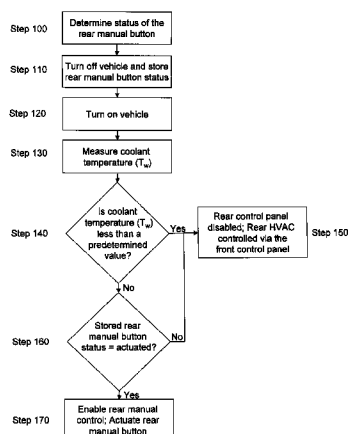 Step 100
Determine status of the
rear manual button
Step 110
Turn off vehicle and store
rear manual button status
Step 120
Turn on vehicle
Step 130
Measure coolant
temperature (Tw)
Step 140
Is coolant
temperature (Tw)
less than a
predetermined
value?
Yes
Rear control panel
disabled; Rear HVAC
controlled via the
front control panel
Step 150
No
Step 160
Stored rear
manual button
status = actuated?
No
Yes
Step 170
Enable rear manual
control; Actuate rear
manual button